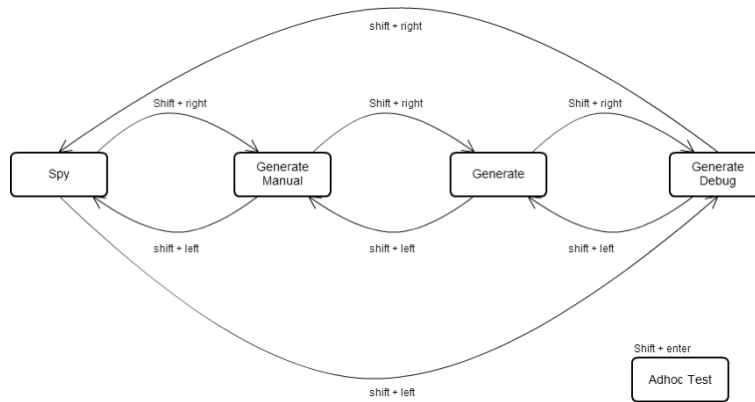 shift + right
Shift + right
Shift + right
Shift + right
Spy
Generate
Manual
Generate
Generate
Debug
shift + left
shift + left
shift + left
Shift + enter
Adhoc Test
shift + left